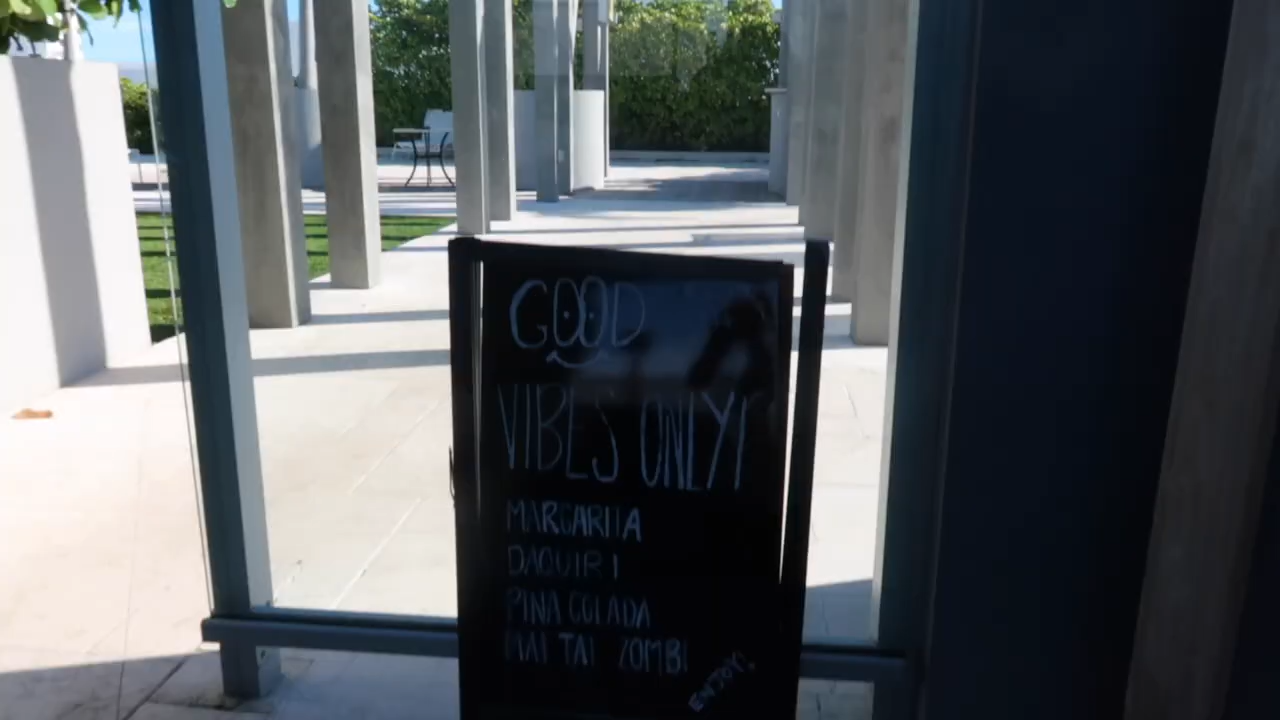 GOOD
VIBES ONLY!
MARGARITA
DAQUIRI
PINA COLADA
MAI TAI ZOMBI
ENJOY!